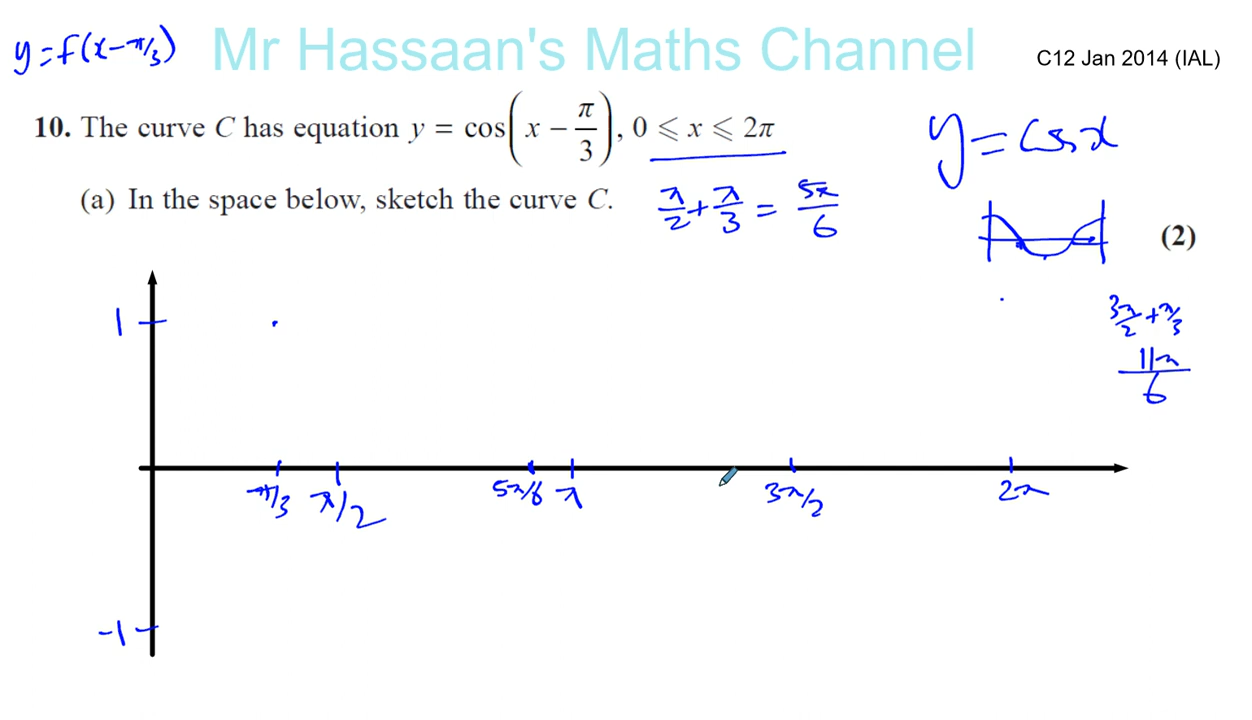 y=f(x-π/3)
Mr Hassaan's Maths Channel
C12 Jan 2014 (IAL)
10. The curve C has equation y = cos(x − π/3), 0 ⩽ x ⩽ 2π
y = cos x
(a) In the space below, sketch the curve C.
π/2 + π/3 = 5π/6
(2)
3π/2 + π/3
11π/6
1
π/3 π/2 5π/6 π 3π/2 2π
-1